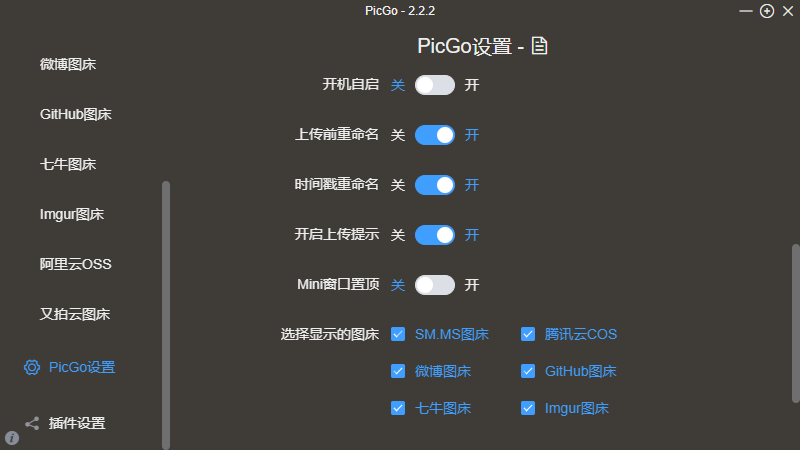 PicGo - 2.2.2
微博图床
GitHub图床
七牛图床
Imgur图床
阿里云OSS
又拍云图床
PicGo设置
插件设置
PicGo设置 -
开机自启 关 开
上传前重命名 关 开
时间戳重命名 关 开
开启上传提示 关 开
Mini窗口置顶 关 开
选择显示的图床 SM.MS图床 腾讯云COS
微博图床 GitHub图床
七牛图床 Imgur图床